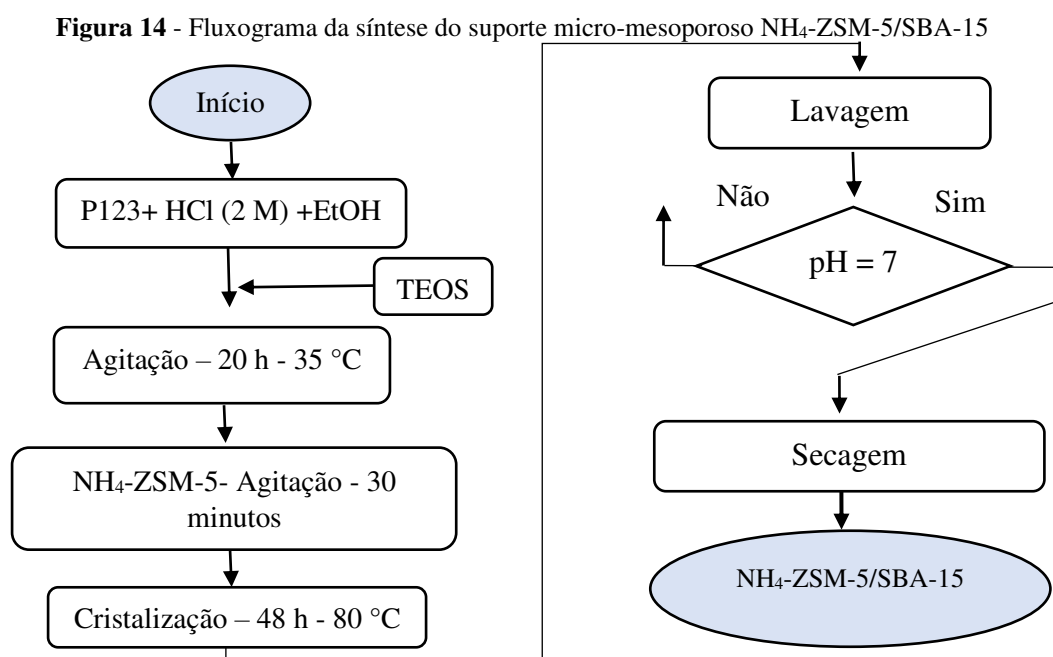 Figura 14 - Fluxograma da síntese do suporte micro-mesoporoso NH₄-ZSM-5/SBA-15
Início
P123+ HCl (2 M) +EtOH
TEOS
Agitação – 20 h - 35 °C
NH₄-ZSM-5- Agitação - 30
minutos
Cristalização – 48 h - 80 °C
Lavagem
Não
Sim
pH = 7
Secagem
NH₄-ZSM-5/SBA-15